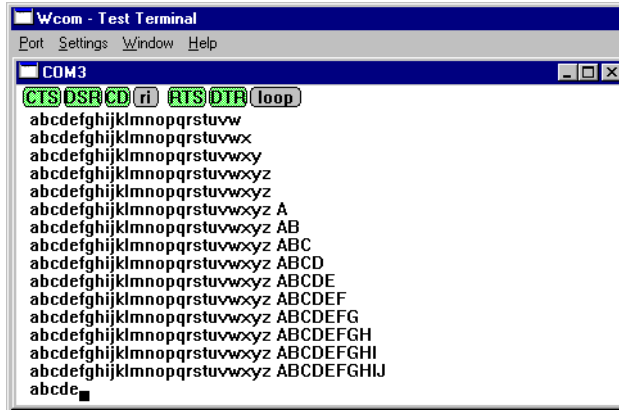 Wcom - Test Terminal
Port Settings Window Help
COM3
CTS DSR CD ri RTS DTR loop
abcdefghijklmnopqrstuvw
abcdefghijklmnopqrstuvwx
abcdefghijklmnopqrstuvwxy
abcdefghijklmnopqrstuvwxyz
abcdefghijklmnopqrstuvwxyz
abcdefghijklmnopqrstuvwxyz A
abcdefghijklmnopqrstuvwxyz AB
abcdefghijklmnopqrstuvwxyz ABC
abcdefghijklmnopqrstuvwxyz ABCD
abcdefghijklmnopqrstuvwxyz ABCDE
abcdefghijklmnopqrstuvwxyz ABCDEF
abcdefghijklmnopqrstuvwxyz ABCDEFG
abcdefghijklmnopqrstuvwxyz ABCDEFGH
abcdefghijklmnopqrstuvwxyz ABCDEFGHI
abcdefghijklmnopqrstuvwxyz ABCDEFGHIJ
abcde